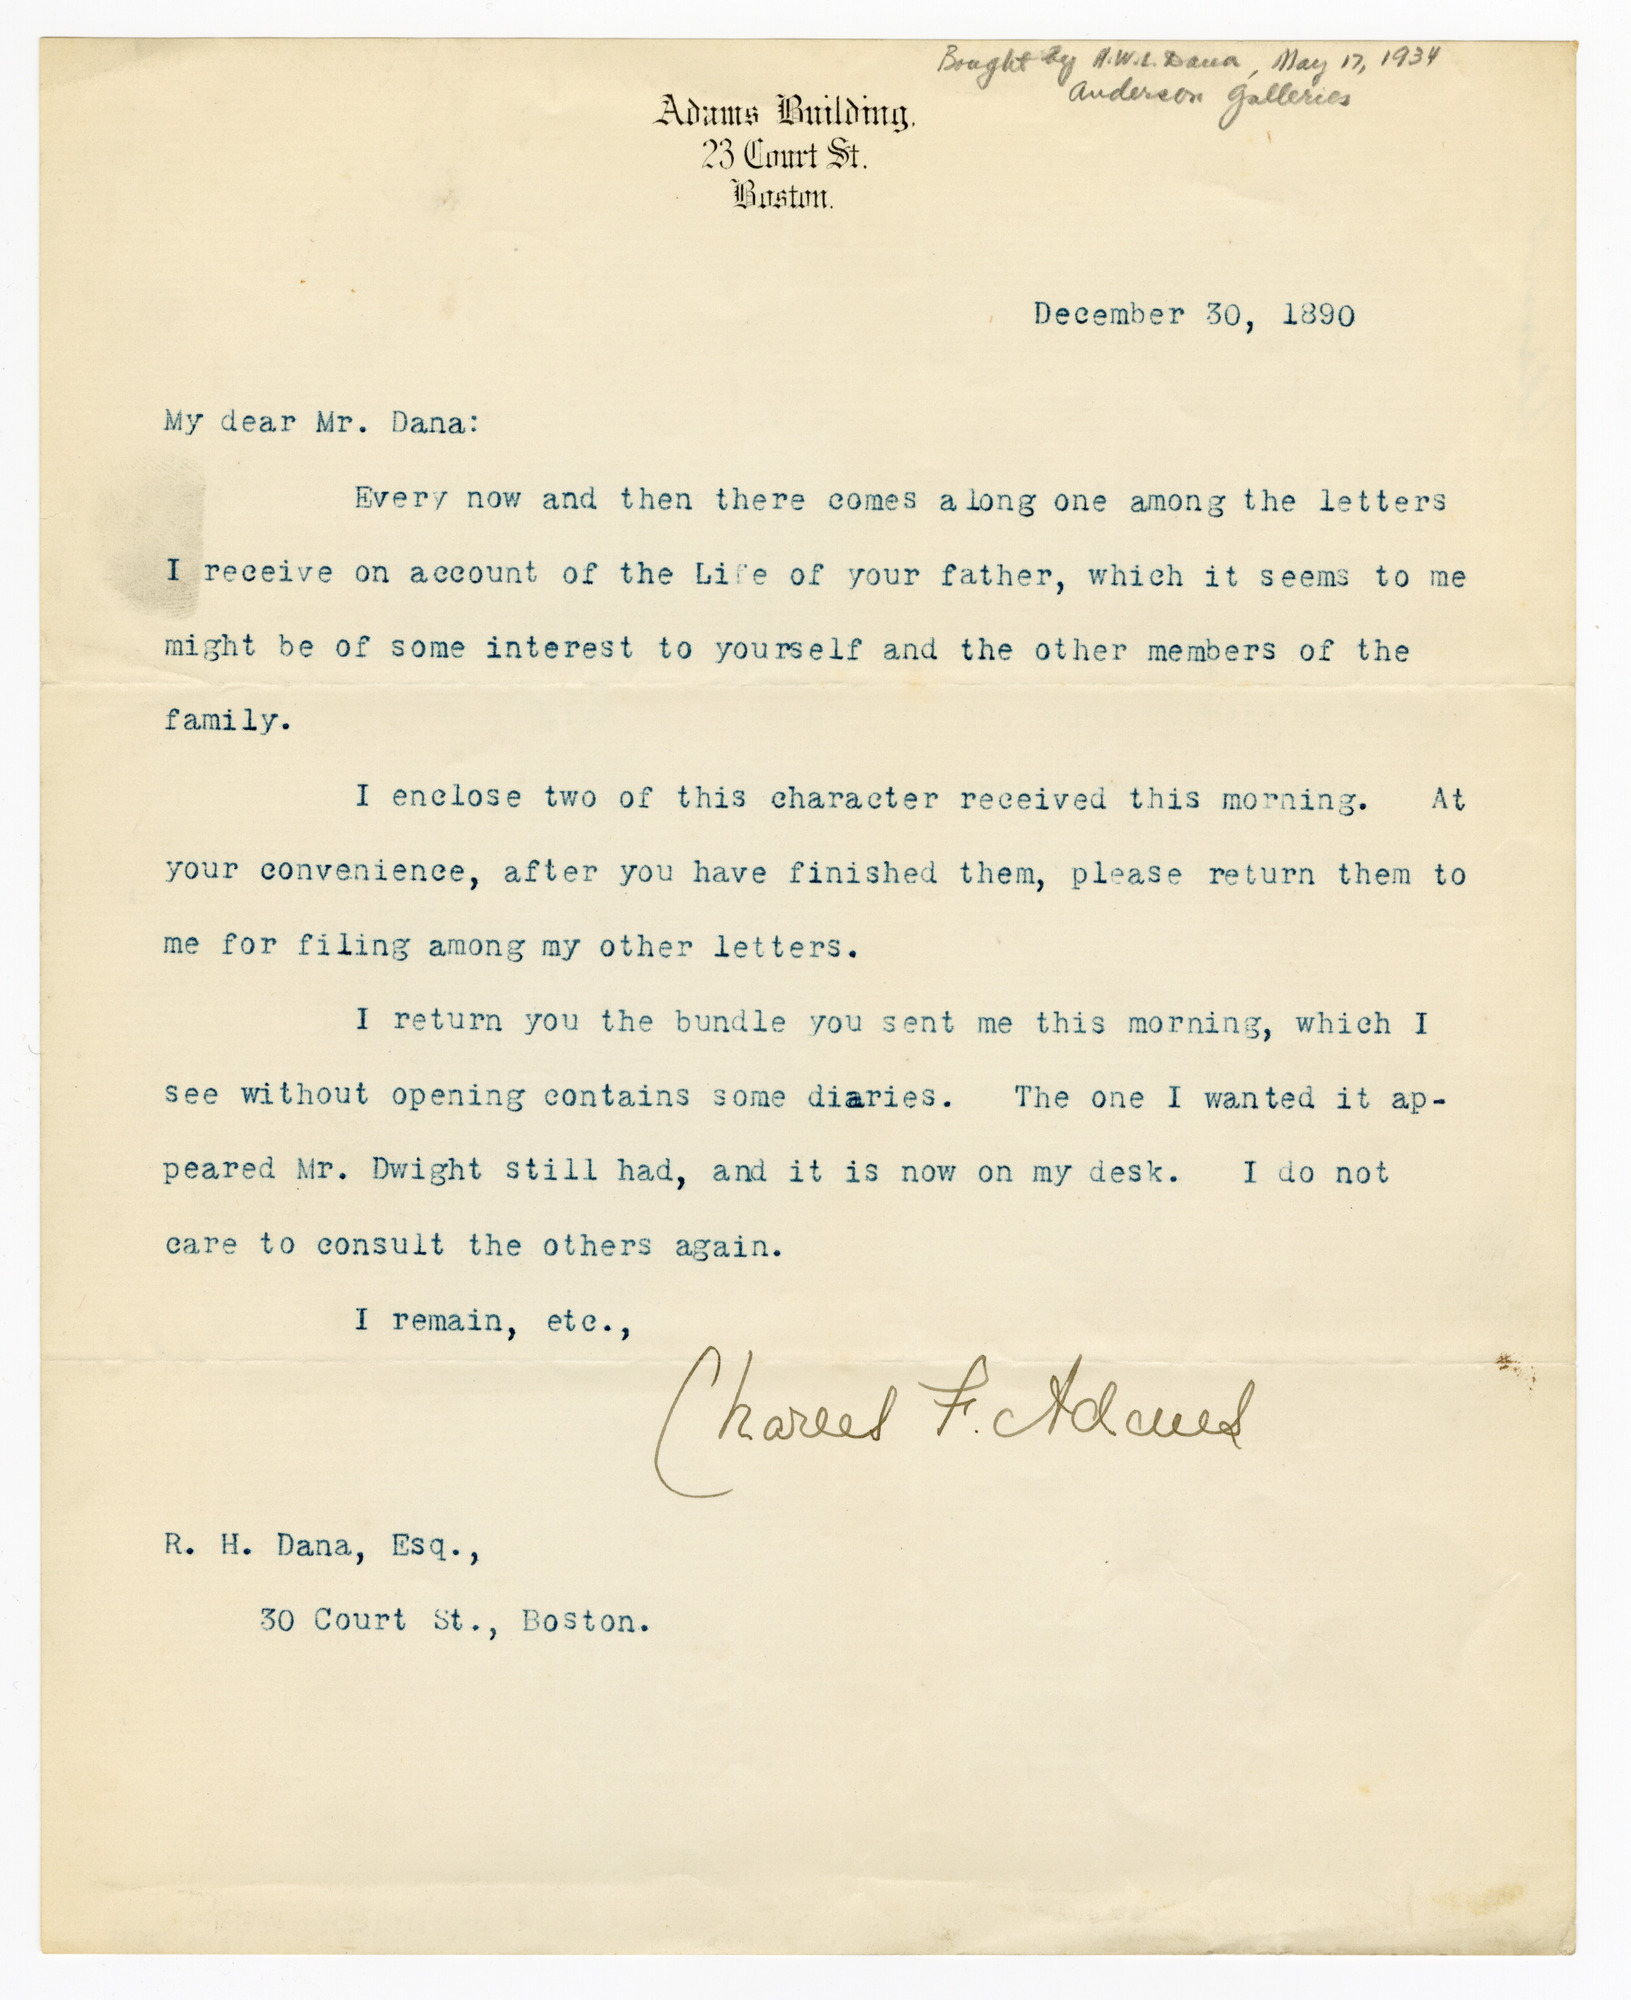 Bought by H.W.L. Dana, May 17, 1934
Anderson Galleries
Adams Building,
23 Court St.
Boston.
December 30, 1890
My dear Mr. Dana:
Every now and then there comes along one among the letters
I receive on account of the Life of your father, which it seems to me
might be of some interest to yourself and the other members of the
family.
I enclose two of this character received this morning. At
your convenience, after you have finished them, please return them to
me for filing among my other letters.
I return you the bundle you sent me this morning, which I
see without opening contains some diaries. The one I wanted it ap-
peared Mr. Dwight still had, and it is now on my desk. I do not
care to consult the others again.
I remain, etc.,
Charles F. Adams
R. H. Dana, Esq.,
30 Court St., Boston.